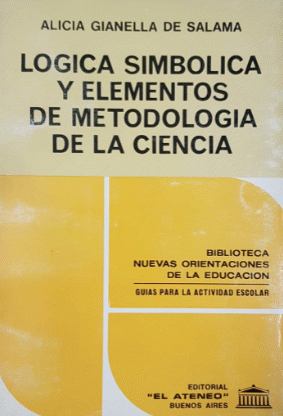 ALICIA GIANELLA DE SALAMA
LOGICA SIMBOLICA
Y ELEMENTOS
DE METODOLOGIA
DE LA CIENCIA
BIBLIOTECA
NUEVAS ORIENTACIONES
DE LA EDUCACION
GUIAS PARA LA ACTIVIDAD ESCOLAR
EDITORIAL
"EL ATENEO"
BUENOS AIRES